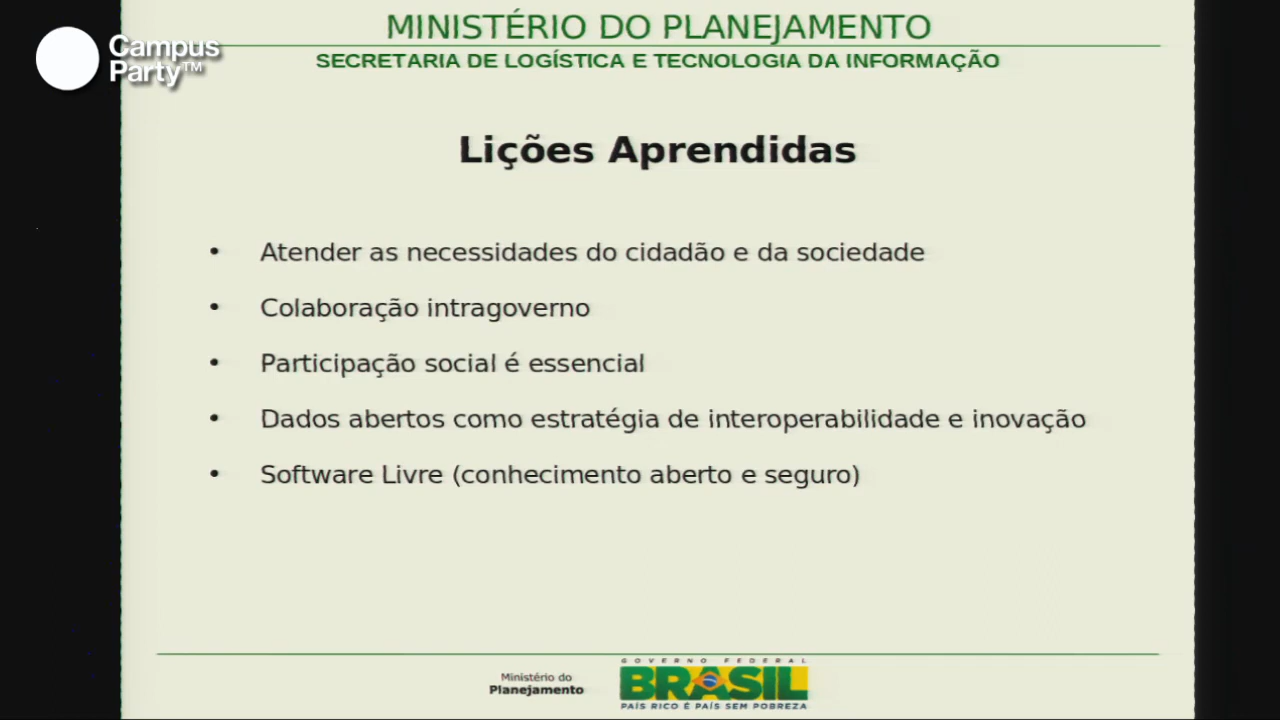 Campus
Party™
MINISTÉRIO DO PLANEJAMENTO
SECRETARIA DE LOGÍSTICA E TECNOLOGIA DA INFORMAÇÃO
Lições Aprendidas
• Atender as necessidades do cidadão e da sociedade
• Colaboração intragoverno
• Participação social é essencial
• Dados abertos como estratégia de interoperabilidade e inovação
• Software Livre (conhecimento aberto e seguro)
Ministério do
Planejamento
GOVERNO FEDERAL
BRASIL
PAÍS RICO É PAÍS SEM POBREZA